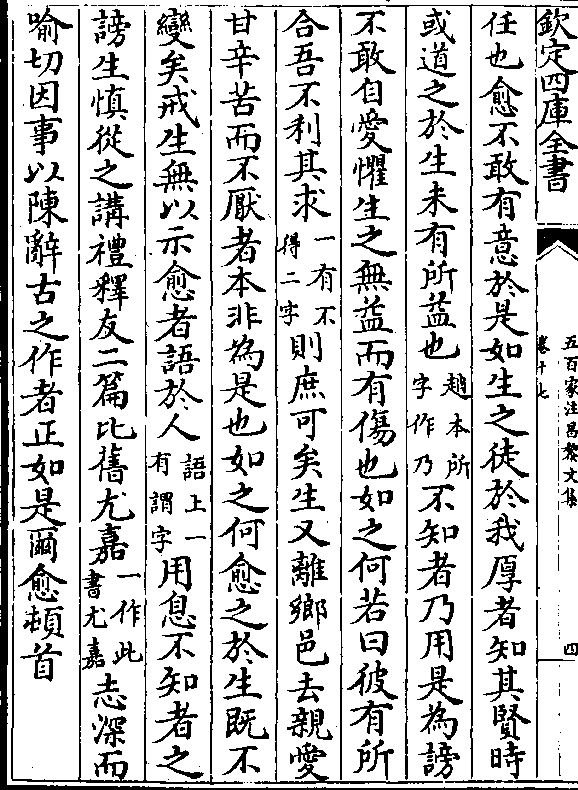 欽定四庫全書
五百家注昌黎文集
卷十七
四
任也愈不敢有意於是如生之徒於我厚者知其賢時
或道之於生未有所益也趙本所字作乃不知者乃用是為謗
不敢自愛懼生之無益而有傷也如之何若曰彼有所
合吾不利其求一有不得二字則庶可矣生又離鄉邑去親愛
甘辛苦而不厭者本非為是也如之何愈之於生既不
變矣戒生無以示愈者語於人語上一有謂字用息不知者之
謗生慎從之講禮釋友二篇比舊尤嘉一作此書尤嘉志深而
喻切因事以陳辭古之作者正如是爾愈頓首